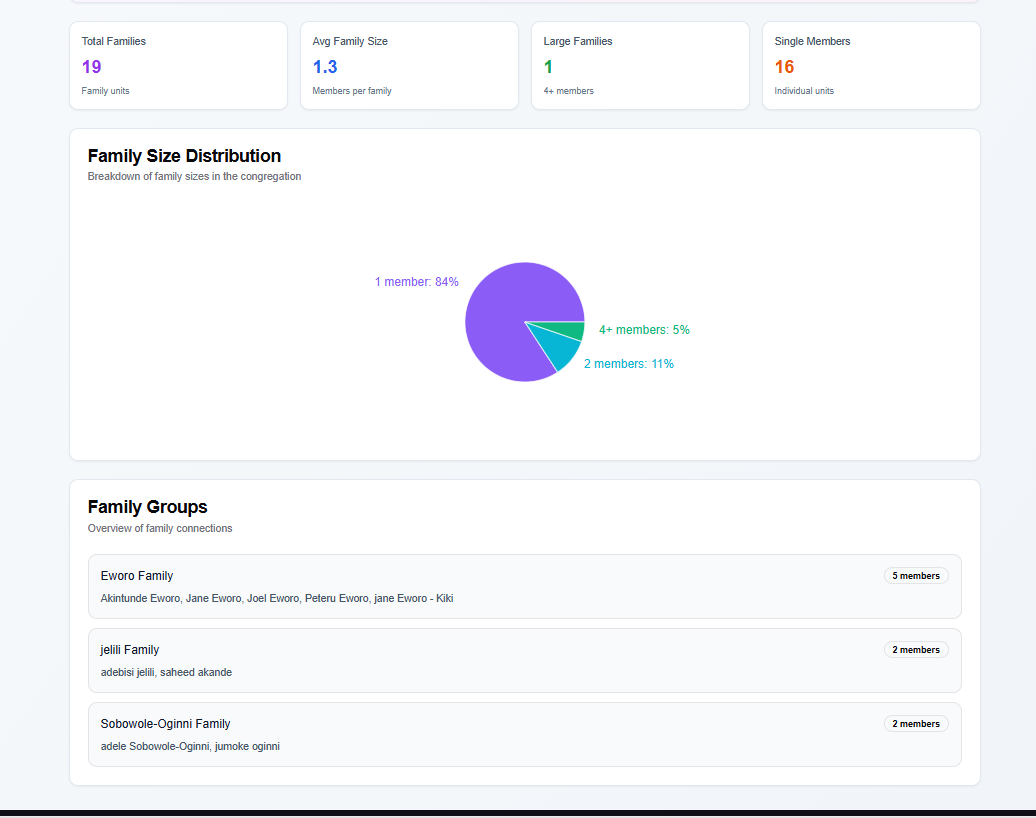 Total Families
19
Family units
Avg Family Size
1.3
Members per family
Large Families
1
4+ members
Single Members
16
Individual units
Family Size Distribution
Breakdown of family sizes in the congregation
1 member: 84%
4+ members: 5%
2 members: 11%
Family Groups
Overview of family connections
Eworo Family
5 members
Akintunde Eworo, Jane Eworo, Joel Eworo, Peteru Eworo, jane Eworo - Kiki
jelili Family
2 members
adebisi jelili, saheed akande
Sobowole-Oginni Family
2 members
adele Sobowole-Oginni, jumoke oginni